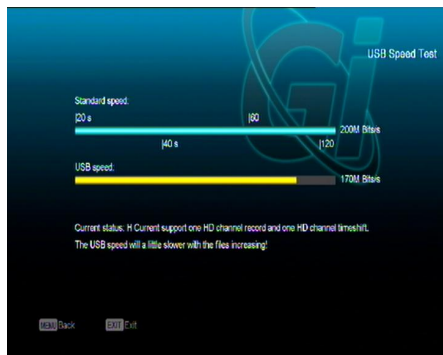 USB Speed Test
Standard speed:
|20 s |60
200M Bits/s
|40 s |120
USB speed:
170M Bits/s
Current status: H Current support one HD channel record and one HD channel timeshift.
The USB speed will a little slower with the files increasing!
MENU Back EXIT Exit
Gi